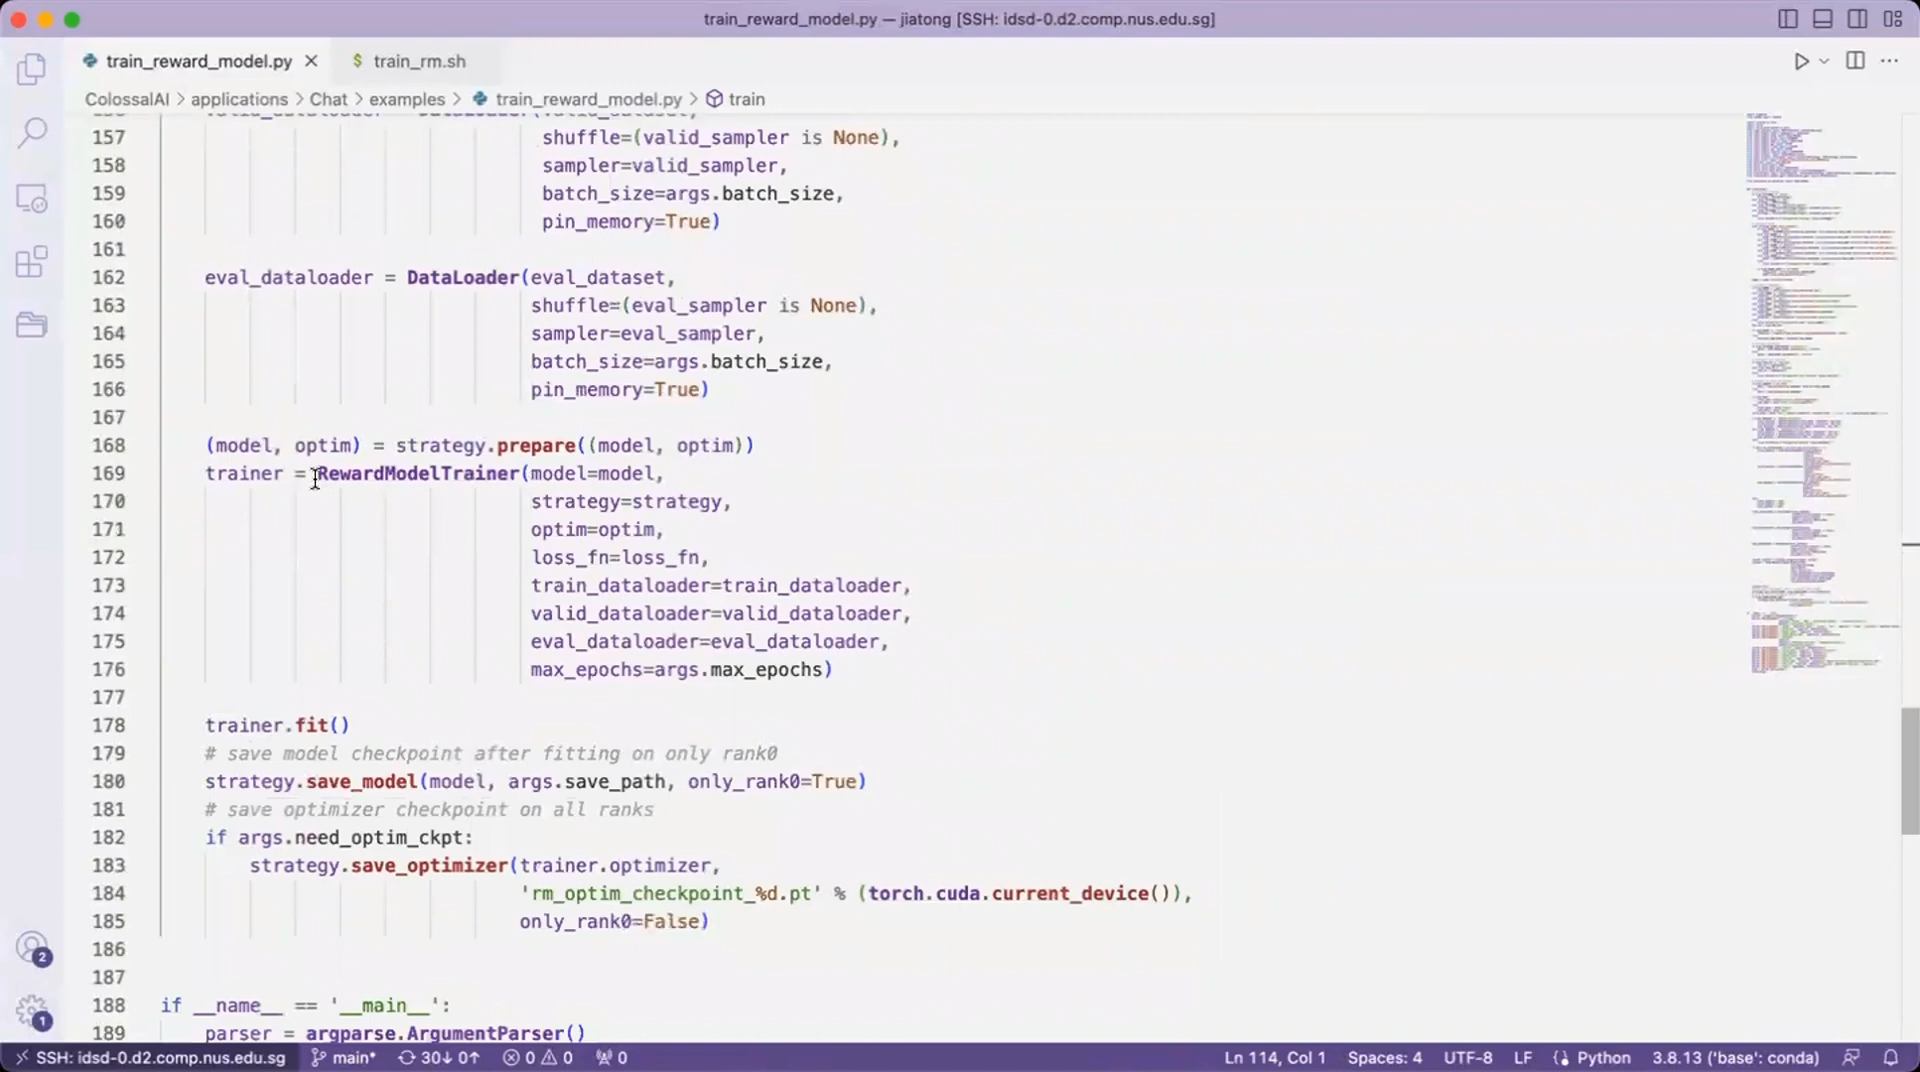 train_reward_model.py — jiatong [SSH: idsd-0.d2.comp.nus.edu.sg]
train_reward_model.py
$ train_rm.sh
ColossalAI > applications > Chat > examples > train_reward_model.py > train
157 shuffle=(valid_sampler is None),
158 sampler=valid_sampler,
159 batch_size=args.batch_size,
160 pin_memory=True)
161
162 eval_dataloader = DataLoader(eval_dataset,
163 shuffle=(eval_sampler is None),
164 sampler=eval_sampler,
165 batch_size=args.batch_size,
166 pin_memory=True)
167
168 (model, optim) = strategy.prepare((model, optim))
169 trainer = RewardModelTrainer(model=model,
170 strategy=strategy,
171 optim=optim,
172 loss_fn=loss_fn,
173 train_dataloader=train_dataloader,
174 valid_dataloader=valid_dataloader,
175 eval_dataloader=eval_dataloader,
176 max_epochs=args.max_epochs)
177
178 trainer.fit()
179 # save model checkpoint after fitting on only rank0
180 strategy.save_model(model, args.save_path, only_rank0=True)
181 # save optimizer checkpoint on all ranks
182 if args.need_optim_ckpt:
183 strategy.save_optimizer(trainer.optimizer,
184 'rm_optim_checkpoint_%d.pt' % (torch.cuda.current_device()),
185 only_rank0=False)
186
187
188 if __name__ == '__main__':
189 parser = argparse.ArgumentParser()
2
1
SSH: idsd-0.d2.comp.nus.edu.sg main* 30↓ 0↑ 0 0 0 Ln 114, Col 1 Spaces: 4 UTF-8 LF Python 3.8.13 ('base': conda)